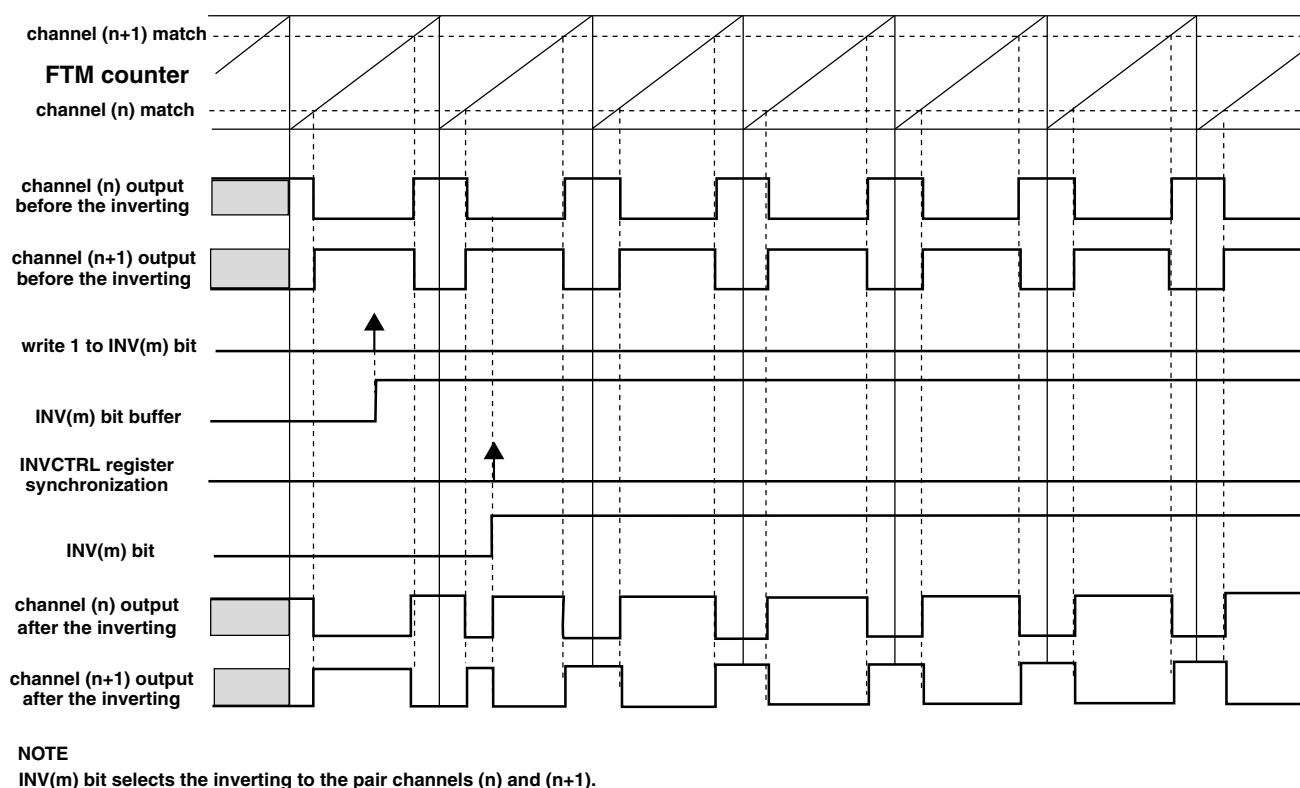 channel (n+1) match
FTM counter
channel (n) match
channel (n) output
before the inverting
channel (n+1) output
before the inverting
write 1 to INV(m) bit
INV(m) bit buffer
INVCTRL register
synchronization
INV(m) bit
channel (n) output
after the inverting
channel (n+1) output
after the inverting
NOTE
INV(m) bit selects the inverting to the pair channels (n) and (n+1).